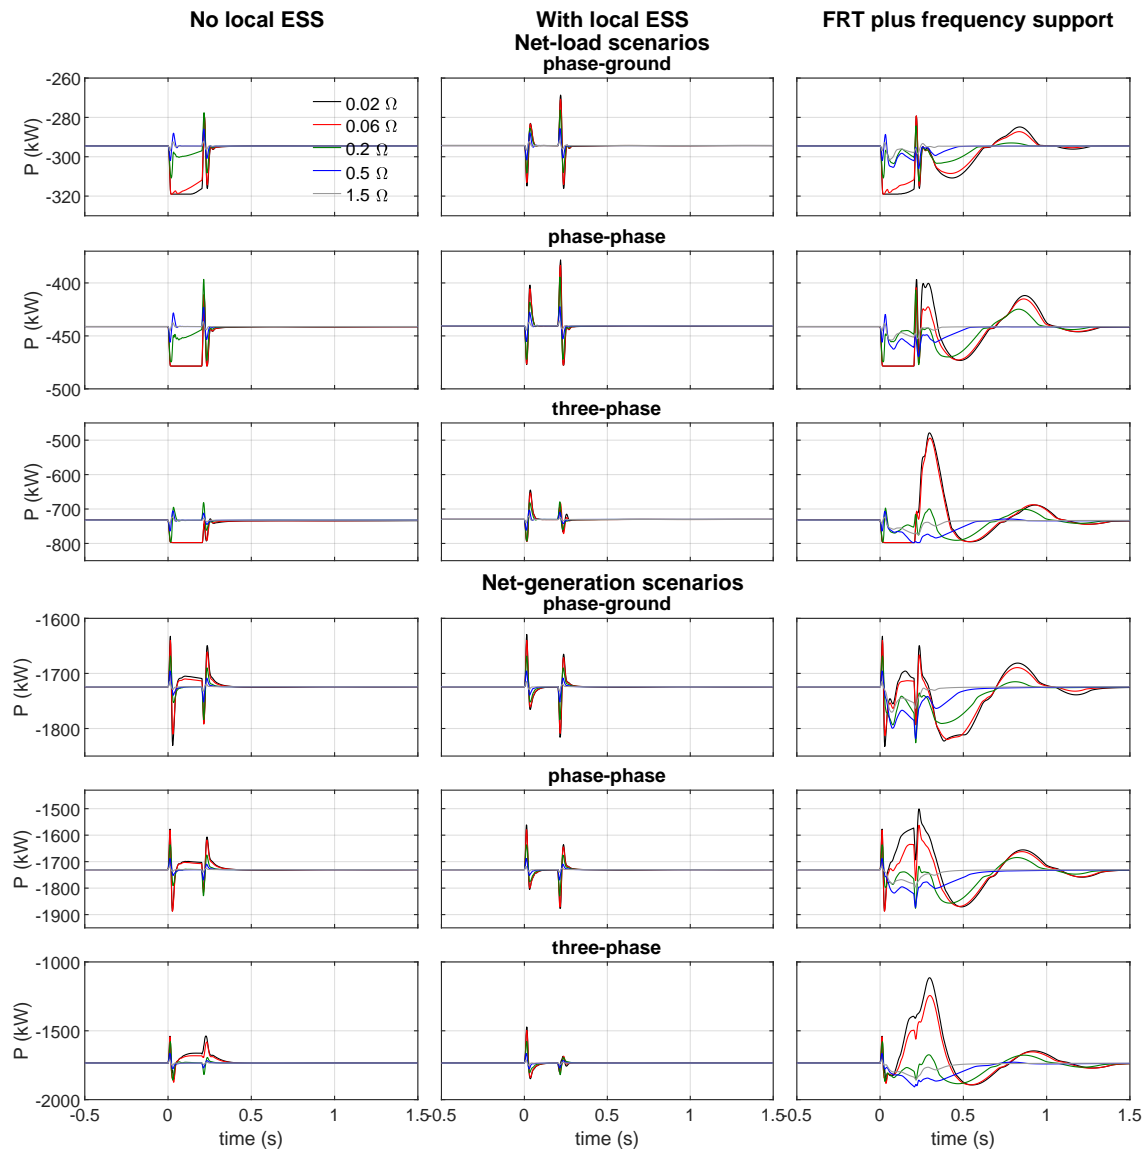 No local ESS
With local ESS
FRT plus frequency support
Net-load scenarios
phase-ground
-260
-280
-300
-320
P (kW)
0.02 Ω
0.06 Ω
0.2 Ω
0.5 Ω
1.5 Ω
phase-phase
-400
-450
-500
P (kW)
three-phase
-500
-600
-700
-800
P (kW)
Net-generation scenarios
phase-ground
-1600
-1700
-1800
P (kW)
phase-phase
-1500
-1600
-1700
-1800
-1900
P (kW)
three-phase
-1000
-1500
-2000
P (kW)
-0.5 0 0.5 1 1.5
-0.5 0 0.5 1 1.5
-0.5 0 0.5 1 1.5
time (s)
time (s)
time (s)